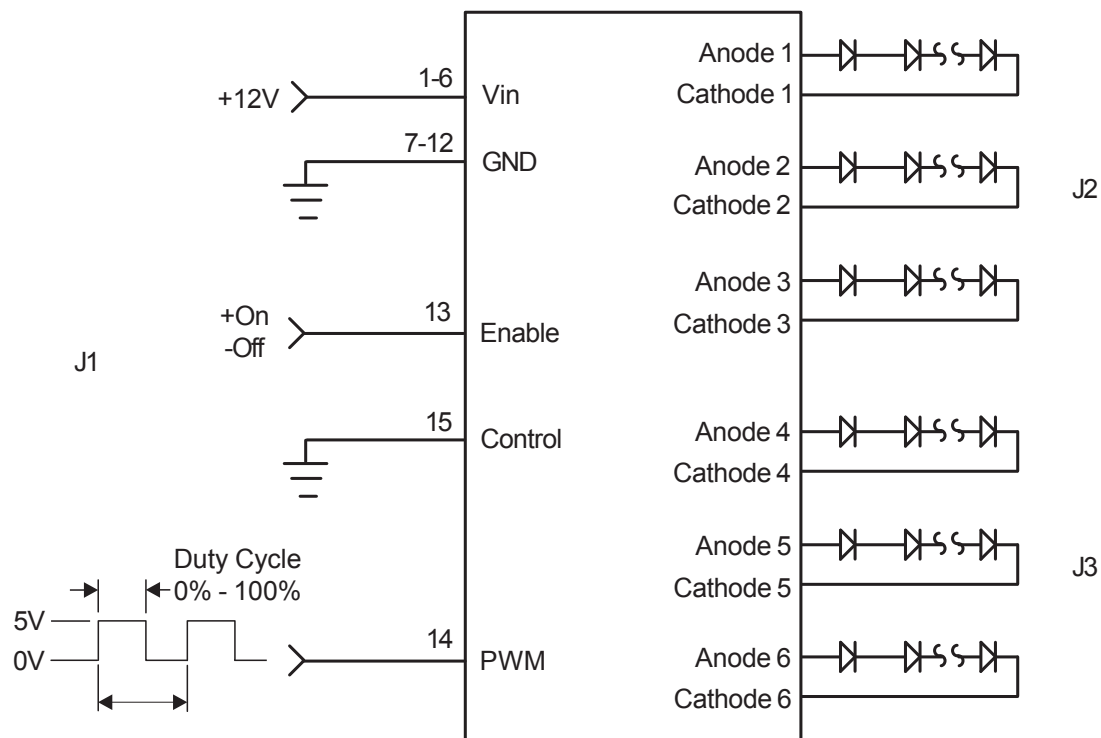 J1
+12V
1-6
Vin
7-12
GND
+On
-Off
13
Enable
15
Control
Duty Cycle
0% - 100%
5V
0V
14
PWM
Anode 1
Cathode 1
Anode 2
Cathode 2
Anode 3
Cathode 3
J2
Anode 4
Cathode 4
Anode 5
Cathode 5
Anode 6
Cathode 6
J3